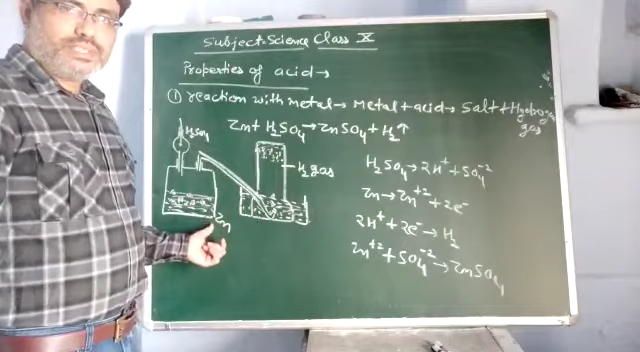 Subject=Science Class X
Properties of acid→
① reaction with metal→ Metal+acid→ Salt+Hydrogen
gas
Zn+H₂SO₄→ZnSO₄+H₂↑
H₂SO₄
H₂ gas
Zn
H₂SO₄→2H⁺+SO₄⁻²
Zn→Zn⁺²+2e⁻
2H⁺+2e⁻→H₂
Zn⁺²+SO₄⁻²→ZnSO₄